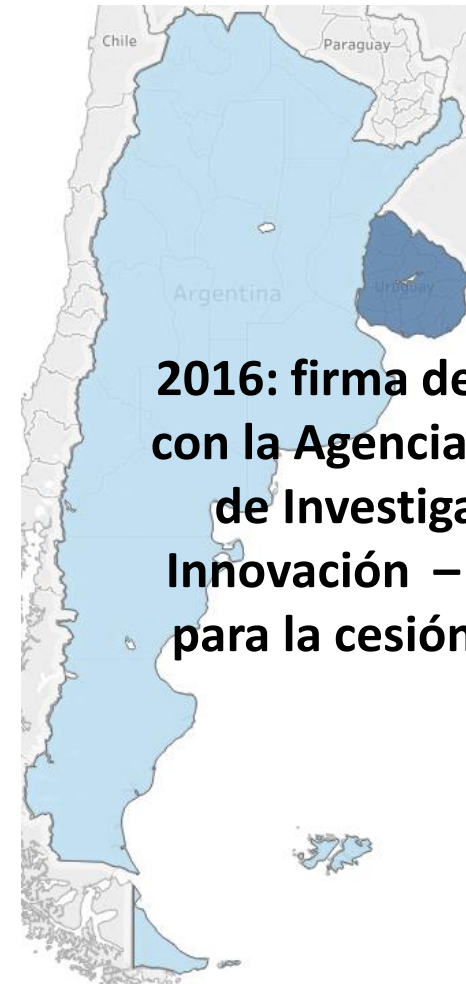 Chile
Paraguay
Argentina
Uruguay
2016: firma de
con la Agencia
de Investiga
Innovación –
para la cesión